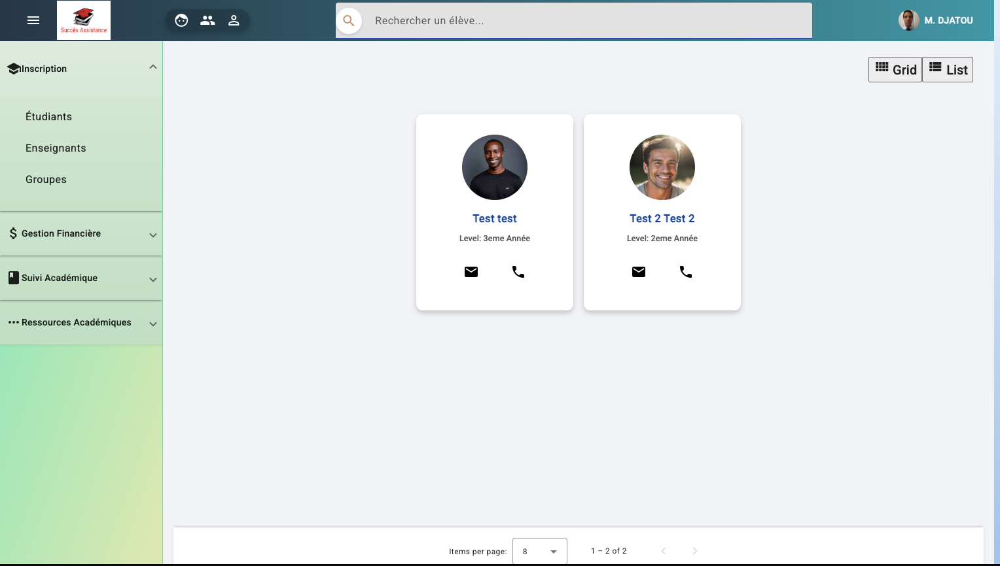 Succès Assistance
Rechercher un élève...
M. DJATOU
Inscription
Étudiants
Enseignants
Groupes
Gestion Financière
Suivi Académique
Ressources Académiques
Grid
List
Test test
Level: 3eme Année
Test 2 Test 2
Level: 2eme Année
Items per page:
8
1 – 2 of 2